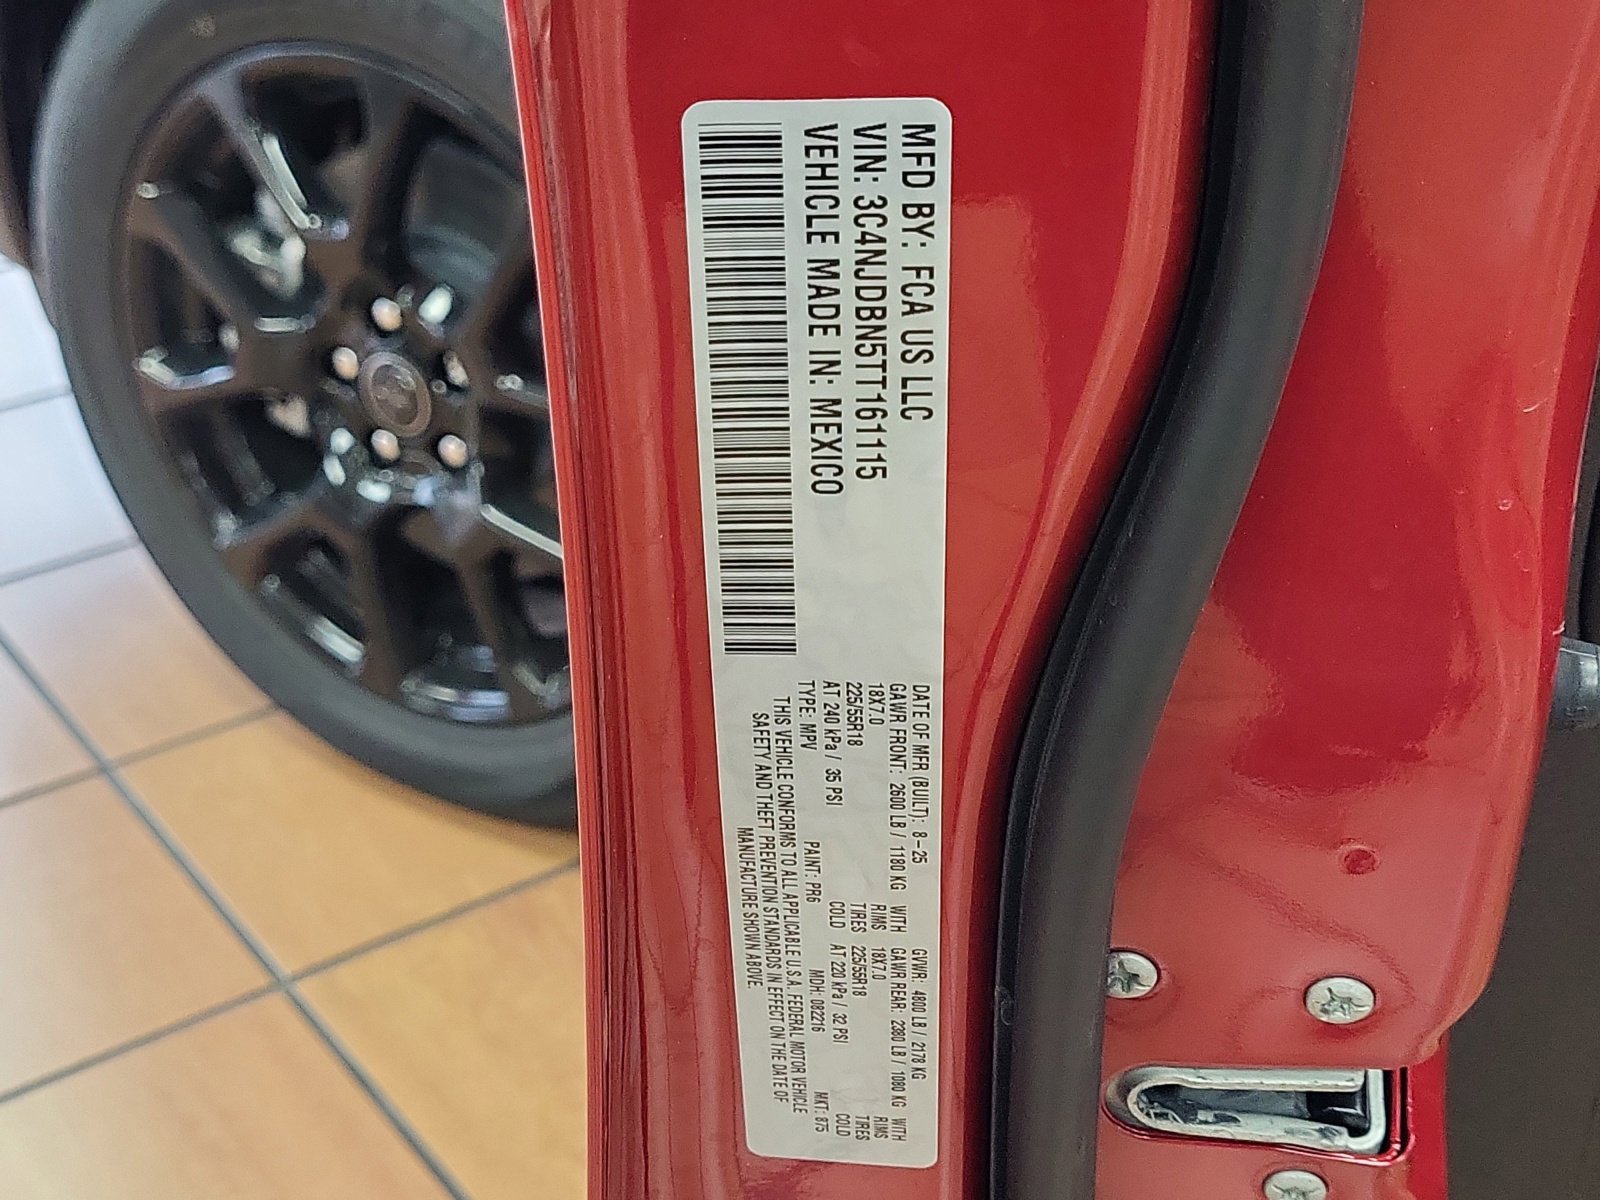 MFD BY: FCA US LLC
VIN: 3C4NJDBN5TT161115
VEHICLE MADE IN: MEXICO
DATE OF MFR (BUILT): 8-25 GVWR: 4800 LB / 2178 KG
GAWR FRONT: 2600 LB / 1180 KG WITH GAWR REAR: 2380 LB / 1080 KG WITH
18X7.0 RIMS 18X7.0 RIMS
225/55R18 TIRES 225/55R18 TIRES
AT 240 kPa / 35 PSI COLD AT 220 kPa / 32 PSI COLD
TYPE: MPV PAINT: PR6 MDH: 082216 MKT: 875
THIS VEHICLE CONFORMS TO ALL APPLICABLE U.S.A. FEDERAL MOTOR VEHICLE
SAFETY AND THEFT PREVENTION STANDARDS IN EFFECT ON THE DATE OF
MANUFACTURE SHOWN ABOVE.